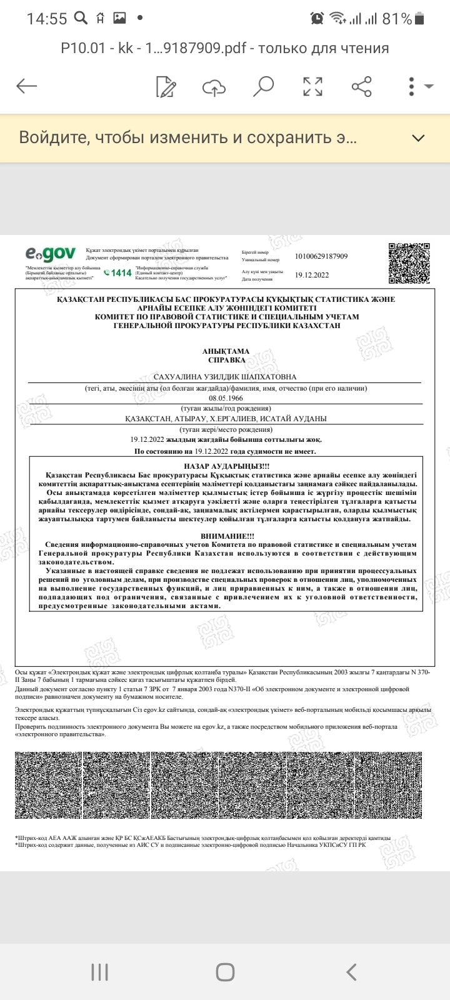 14:55
81%
P10.01 - kk - 1...9187909.pdf - только для чтения
Войдите, чтобы изменить и сохранить э...
e.gov
Құжат электрондық үкімет порталымен құрылған
Документ сформирован порталом электронного правительства
"Мемлекеттік қызметтер алу бойынша
(Бірыңғай байланыс орталығы)
ақпараттық-анықтамалық қызметі"
1414
"Информационно-справочная служба
(Единый контакт-центр)
Касательно получения государственных услуг"
Бірегей нөмір
Уникальный номер
10100629187909
Алу күні мен уақыты
Дата получения
19.12.2022
ҚАЗАҚСТАН РЕСПУБЛИКАСЫ БАС ПРОКУРАТУРАСЫ ҚҰҚЫҚТЫҚ СТАТИСТИКА ЖӘНЕ
АРНАЙЫ ЕСЕПКЕ АЛУ ЖӨНІНДЕГІ КОМИТЕТІ
КОМИТЕТ ПО ПРАВОВОЙ СТАТИСТИКЕ И СПЕЦИАЛЬНЫМ УЧЕТАМ
ГЕНЕРАЛЬНОЙ ПРОКУРАТУРЫ РЕСПУБЛИКИ КАЗАХСТАН
АНЫҚТАМА
СПРАВКА
САХУАЛИНА УЗИЛДИК ШАПХАТОВНА
(тегі, аты, әкесінің аты (ол болған жағдайда)/фамилия, имя, отчество (при его наличии)
08.05.1966
(туған жылы/год рождения)
ҚАЗАҚСТАН, АТЫРАУ, Х.ЕРГАЛИЕВ, ИСАТАЙ АУДАНЫ
(туған жері/место рождения)
19.12.2022 жылдың жағдайы бойынша соттылығы жоқ.
По состоянию на 19.12.2022 года судимости не имеет.
НАЗАР АУДАРЫҢЫЗ!!!
Қазақстан Республикасы Бас прокуратурасы Құқықтық статистика және арнайы есепке алу жөніндегі
комитеттің ақпараттық-анықтама есептерінің мәліметтері қолданыстағы заңнамаға сәйкес пайдаланылады.
Осы анықтамада көрсетілген мәліметтер қылмыстық істер бойынша іс жүргізу процестік шешімін
қабылдағанда, мемлекеттік қызмет атқаруға уәкілетті және оларға теңестірілген тұлғаларға қатысты
арнайы тексерулер өндірісінде, сондай-ақ, заңнамалық актілермен қарастырылған, оларды қылмыстық
жауаптылыққа тартумен байланысты шектеулер қойылған тұлғаларға қатысты қолдануға жатпайды.
ВНИМАНИЕ!!!
Сведения информационно-справочных учетов Комитета по правовой статистике и специальным учетам
Генеральной прокуратуры Республики Казахстан используются в соответствии с действующим
законодательством.
Указанные в настоящей справке сведения не подлежат использованию при принятии процессуальных
решений по уголовным делам, при производстве специальных проверок в отношении лиц, уполномоченных
на выполнение государственных функций, и лиц приравненных к ним, а также в отношении лиц,
подпадающих под ограничения, связанные с привлечением их к уголовной ответственности,
предусмотренные законодательными актами.
Осы құжат «Электрондық құжат және электрондық цифрлық қолтаңба туралы» Қазақстан Республикасының 2003 жылғы 7 қаңтардағы N 370-
II Заңы 7 бабының 1 тармағына сәйкес қағаз тасығыштағы құжатпен бірдей.
Данный документ согласно пункту 1 статьи 7 ЗРК от 7 января 2003 года N370-II «Об электронном документе и электронной цифровой
подписи» равнозначен документу на бумажном носителе.
Электрондық құжаттың түпнұсқалығын Сіз egov.kz сайтында, сондай-ақ «электрондық үкімет» веб-порталының мобильді қосымшасы арқылы
тексере аласыз.
Проверить подлинность электронного документа Вы можете на egov.kz, а также посредством мобильного приложения веб-портала
«электронного правительства».
*Штрих-код АЕА ААЖ алынған және ҚР БС ҚСжАЕАКБ Бастығының электрондық-цифрлық қолтаңбасымен қол қойылған деректерді қамтиды
*Штрих-код содержит данные, полученные из АИС СУ и подписанные электронно-цифровой подписью Начальника УКПСиСУ ГП РК